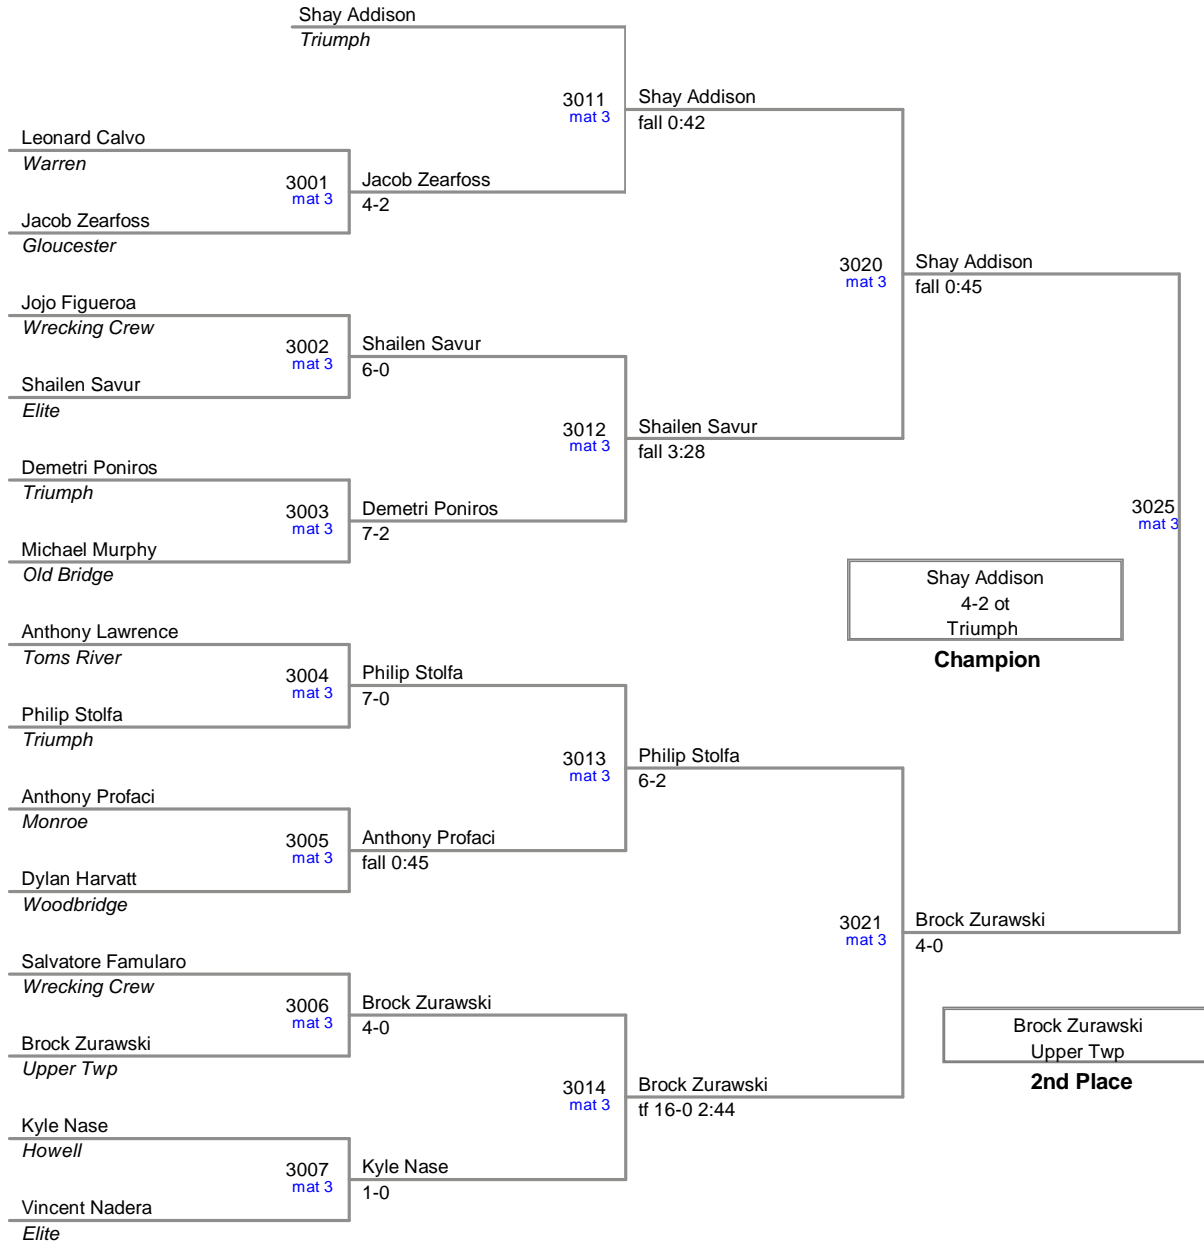 Shay Addison
Triumph
3011
mat 3
Shay Addison
fall 0:42
Leonard Calvo
Warren
3001
mat 3
Jacob Zearfoss
4-2
Jacob Zearfoss
Gloucester
3020
mat 3
Shay Addison
fall 0:45
Jojo Figueroa
Wrecking Crew
3002
mat 3
Shailen Savur
6-0
Shailen Savur
Elite
3012
mat 3
Shailen Savur
fall 3:28
Demetri Poniros
Triumph
3003
mat 3
Demetri Poniros
7-2
Michael Murphy
Old Bridge
3025
mat 3
Shay Addison
4-2 ot
Triumph
Champion
Anthony Lawrence
Toms River
3004
mat 3
Philip Stolfa
7-0
Philip Stolfa
Triumph
3013
mat 3
Philip Stolfa
6-2
Anthony Profaci
Monroe
3005
mat 3
Anthony Profaci
fall 0:45
Dylan Harvatt
Woodbridge
3021
mat 3
Brock Zurawski
4-0
Salvatore Famularo
Wrecking Crew
3006
mat 3
Brock Zurawski
4-0
Brock Zurawski
Upper Twp
3014
mat 3
Brock Zurawski
tf 16-0 2:44
Brock Zurawski
Upper Twp
2nd Place
Kyle Nase
Howell
3007
mat 3
Kyle Nase
1-0
Vincent Nadera
Elite